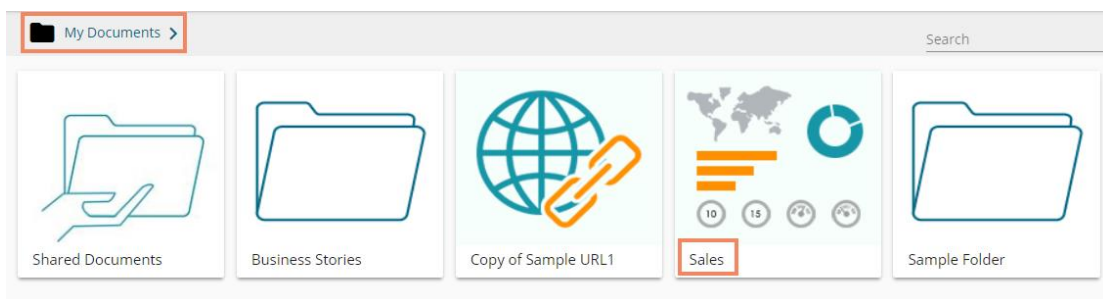 My Documents
Search
10
15
Shared Documents
Business Stories
Copy of Sample URL1
Sales
Sample Folder